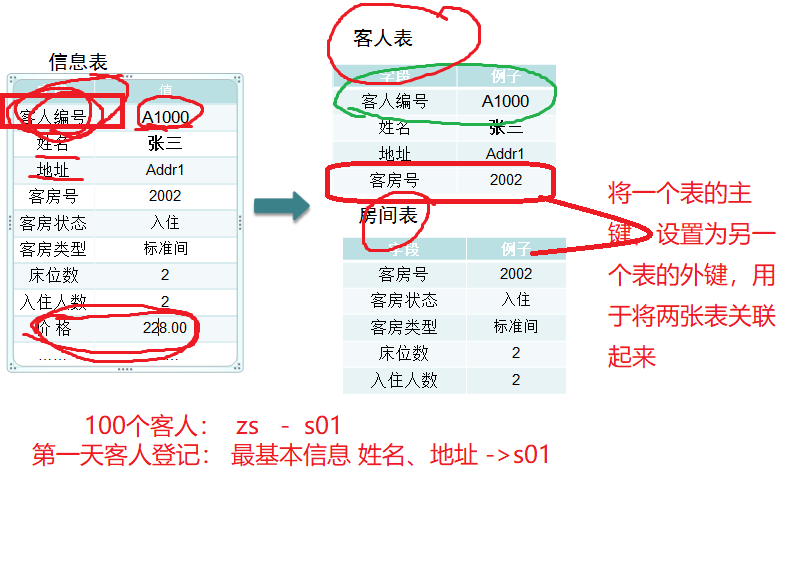 信息表
值
客人编号 A1000
姓名 张三
地址 Addr1
客房号 2002
客房状态 入住
客房类型 标准间
床位数 2
入住人数 2
价 格 228.00
…… ……
客人表
字段 例子
客人编号 A1000
姓名 张三
地址 Addr1
客房号 2002
房间表
字段 例子
客房号 2002
客房状态 入住
客房类型 标准间
床位数 2
入住人数 2
将一个表的主
键，设置为另一
个表的外键，用
于将两张表关联
起来
100个客人： zs - s01
第一天客人登记： 最基本信息 姓名、地址 ->s01